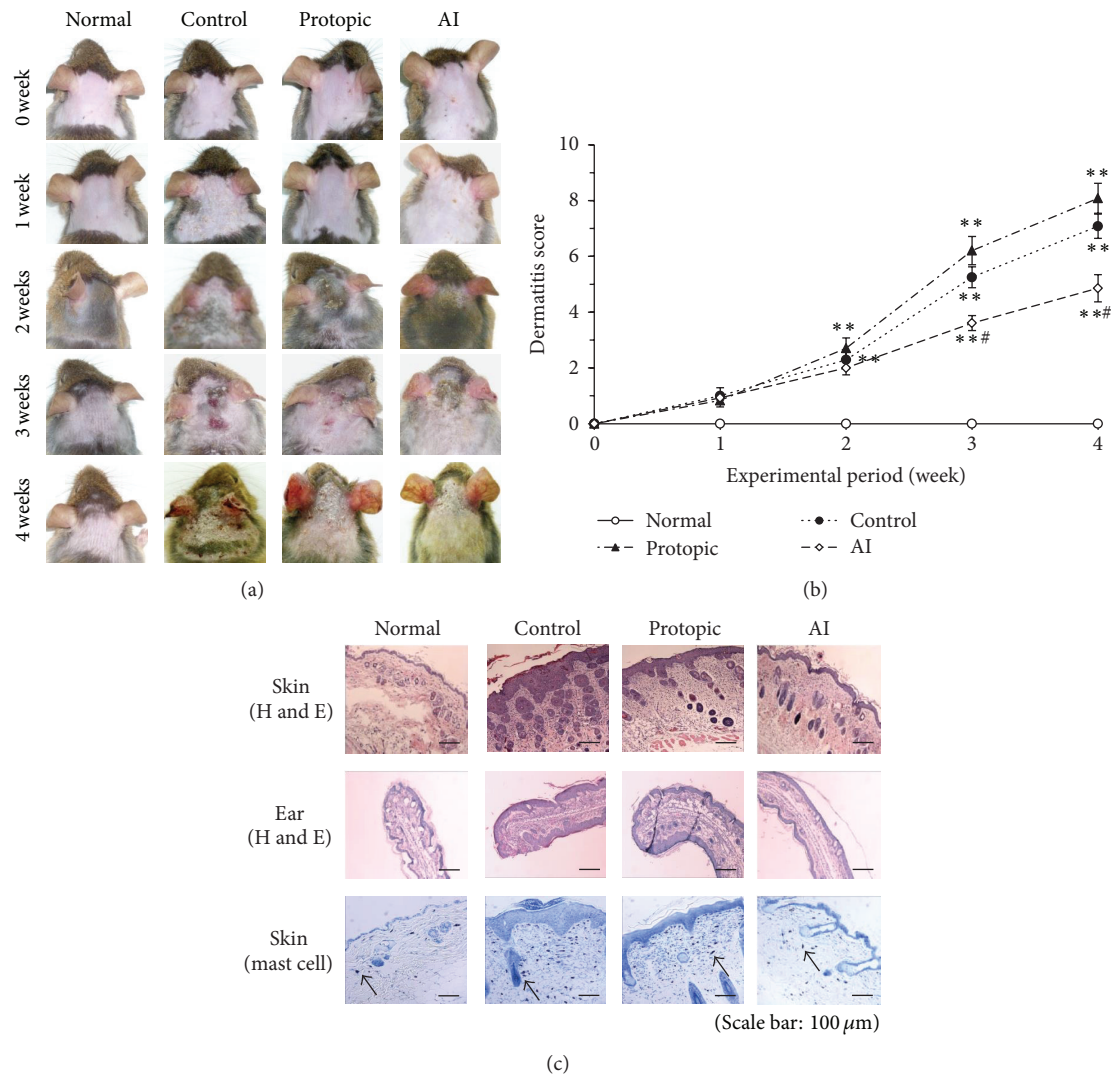 Normal Control Protopic AI
0 week
1 week
2 weeks
3 weeks
4 weeks
(a)
10
8
6
4
2
0
Dermatitis score
** ** **
** ** **
**# **#
0 1 2 3 4
Experimental period (week)
Normal Control
Protopic AI
(b)
Normal Control Protopic AI
Skin
(H and E)
Ear
(H and E)
Skin
(mast cell)
(Scale bar: 100 μm)
(c)